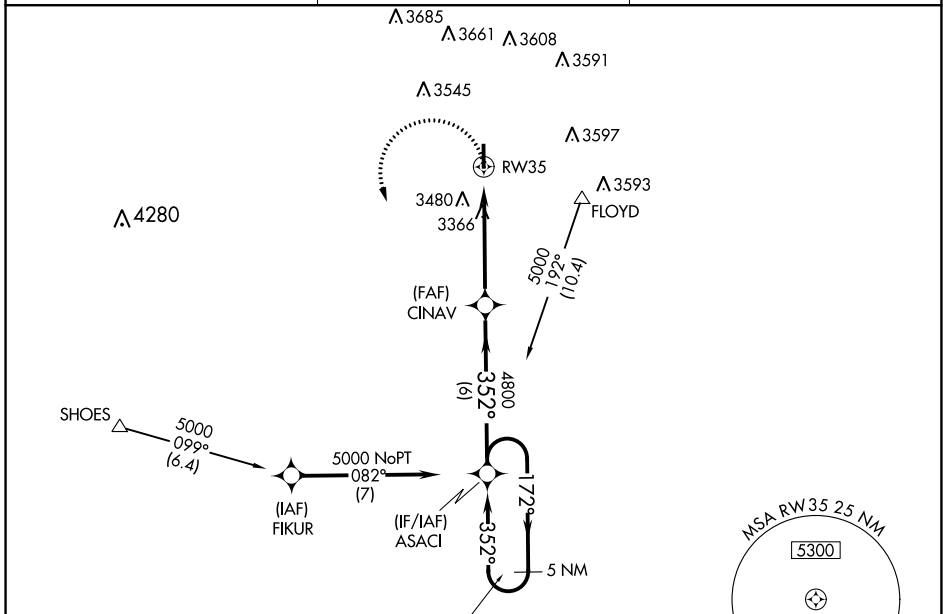 3685
3661
3608
3591
3545
3597
RW35
3593
3480
FLOYD
3366
4280
5000
192°
(10.4)
(FAF)
CINAV
4800
352°
(6)
SHOES
5000
099°
(6.4)
5000 NoPT
082°
(7)
172°
(IAF)
FIKUR
(IF/IAF)
ASACI
352°
5 NM
MSA RW35 25 NM
5300